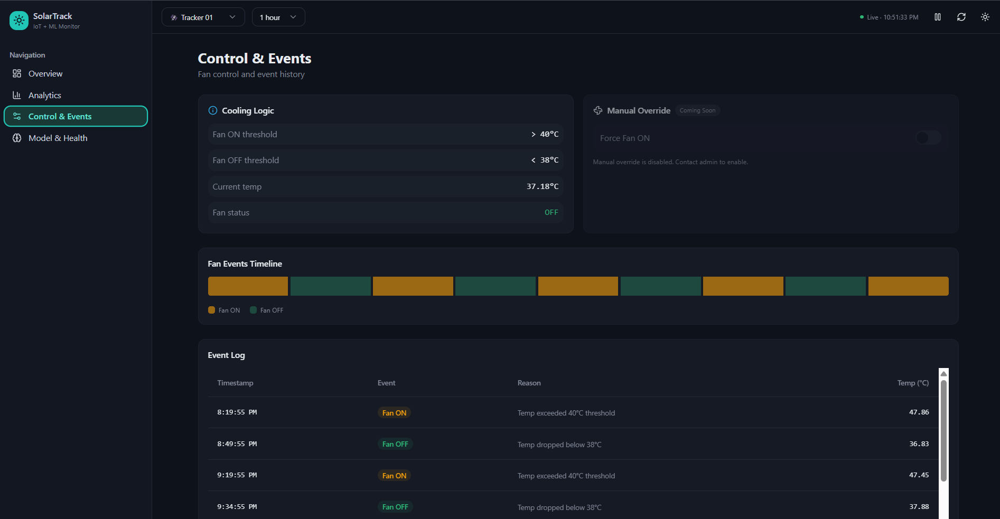 SolarTrack
IoT + ML Monitor
Navigation
Overview
Analytics
Control & Events
Model & Health
Tracker 01
1 hour
Live · 10:51:33 PM
Control & Events
Fan control and event history
Cooling Logic
Fan ON threshold > 40°C
Fan OFF threshold < 38°C
Current temp 37.18°C
Fan status OFF
Manual Override Coming Soon
Force Fan ON
Manual override is disabled. Contact admin to enable.
Fan Events Timeline
Fan ON Fan OFF
Event Log
Timestamp Event Reason Temp (°C)
8:19:55 PM Fan ON Temp exceeded 40°C threshold 47.86
8:49:55 PM Fan OFF Temp dropped below 38°C 36.83
9:19:55 PM Fan ON Temp exceeded 40°C threshold 47.45
9:34:55 PM Fan OFF Temp dropped below 38°C 37.88